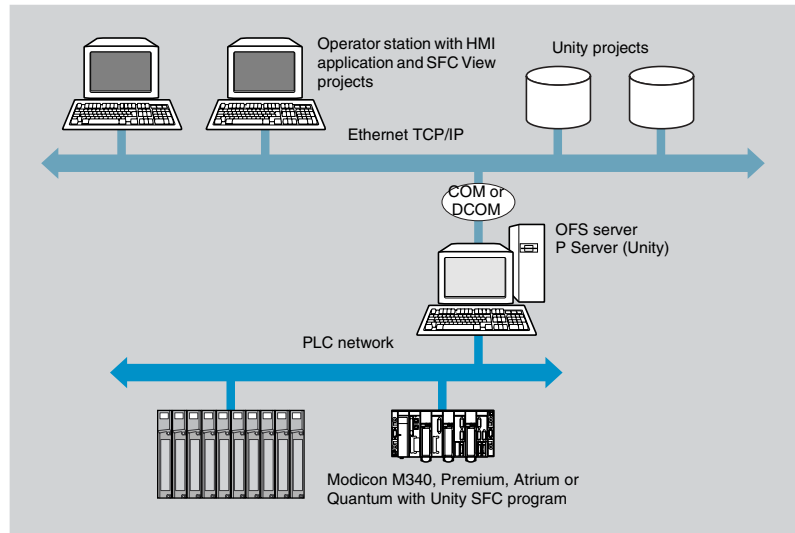 Operator station with HMI
application and SFC View
projects
Unity projects
Ethernet TCP/IP
COM or
DCOM
OFS server
P Server (Unity)
PLC network
Modicon M340, Premium, Atrium or
Quantum with Unity SFC program